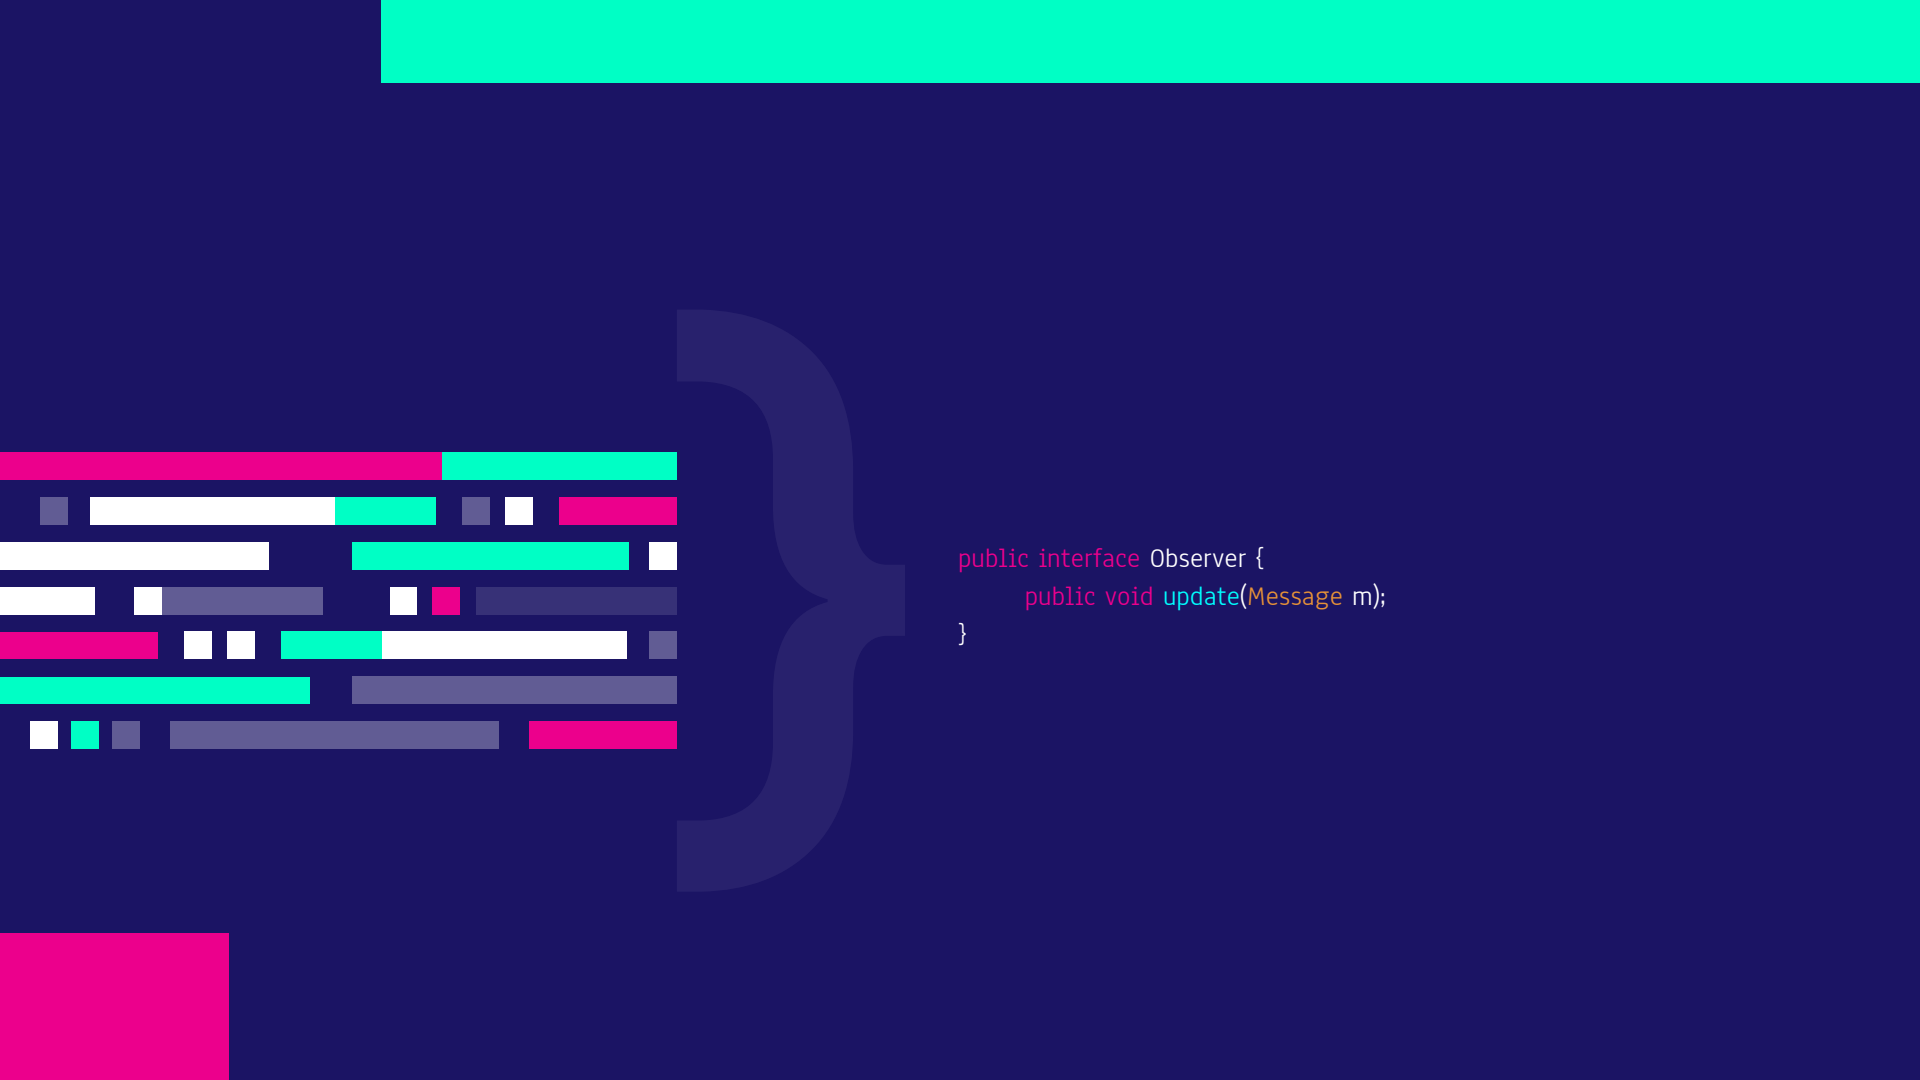 public interface Observer {
public void update(Message m);
}